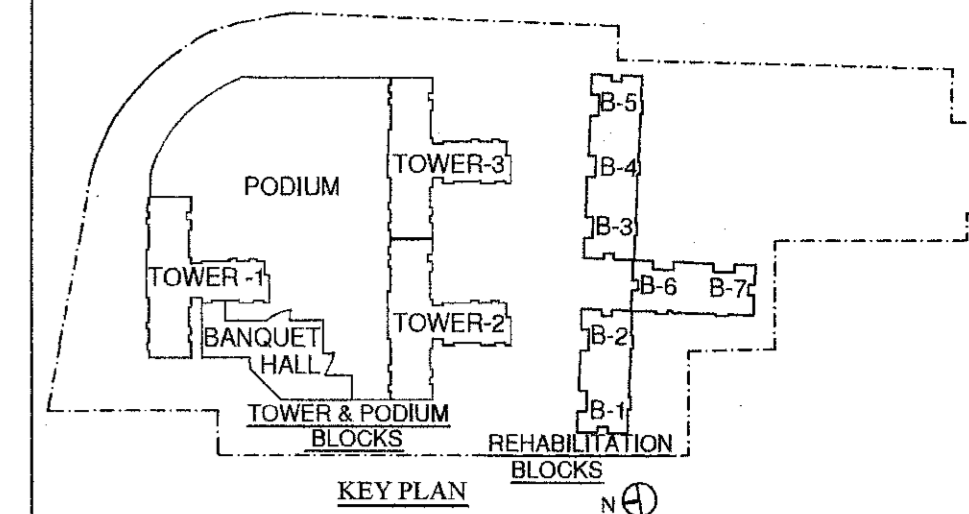 B-5
TOWER-3
B-4
PODIUM
B-3
TOWER -1
B-6
B-7
TOWER-2
B-2
BANQUET
HALL
B-1
TOWER & PODIUM
BLOCKS
REHABILITATION
BLOCKS
KEY PLAN
N